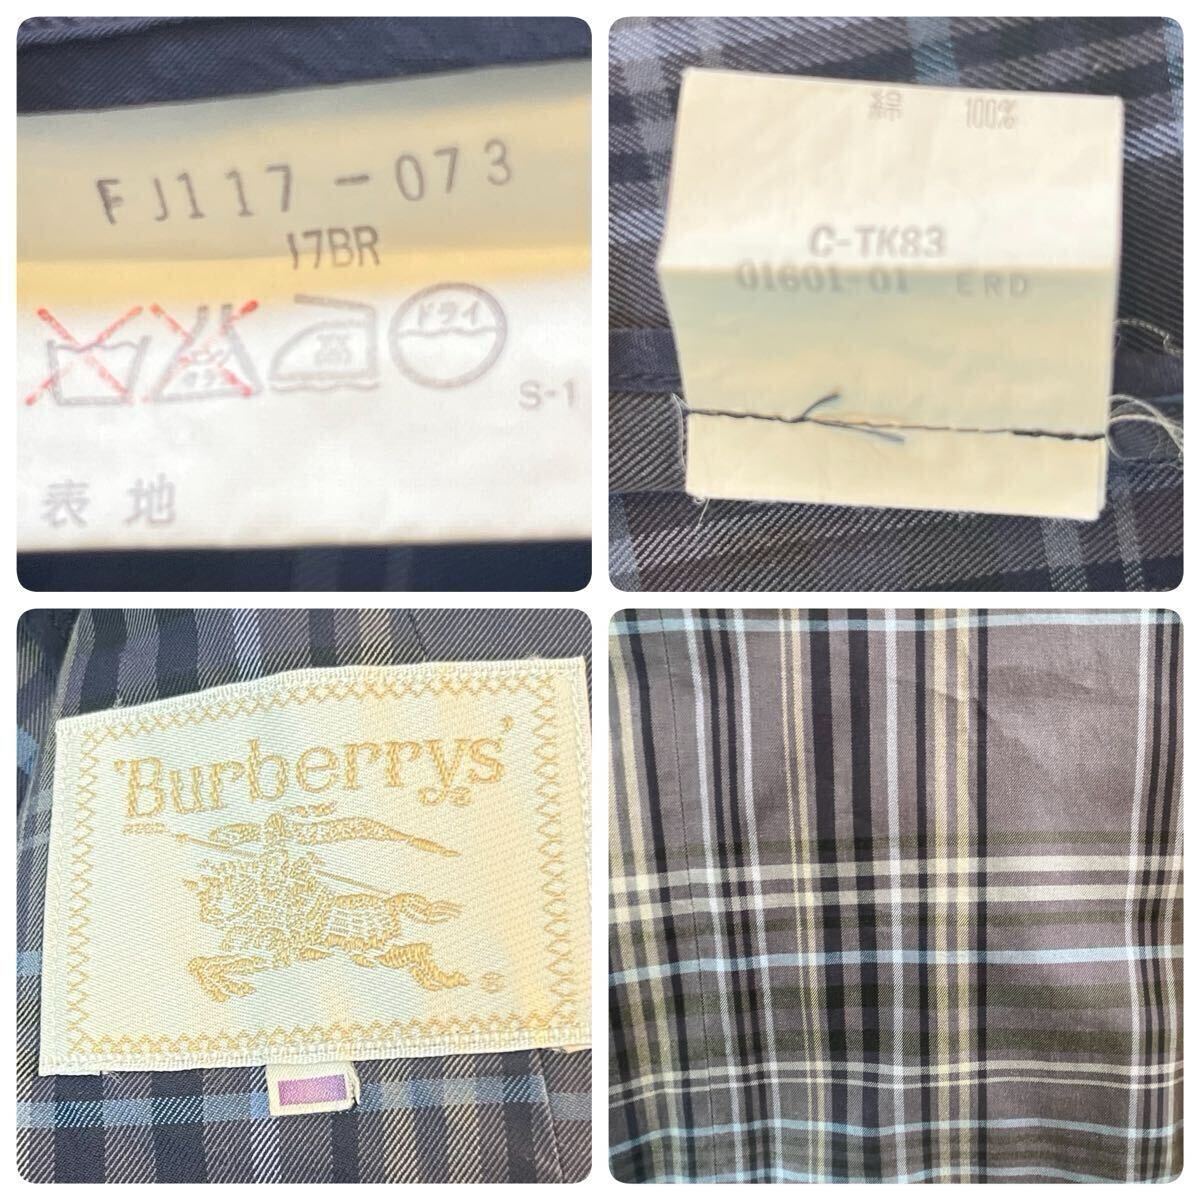 FJ117-073
17BR
ドライ
S-1
表地
綿 100%
C-TK83
01601-01 ERD
'Burberrys'
®